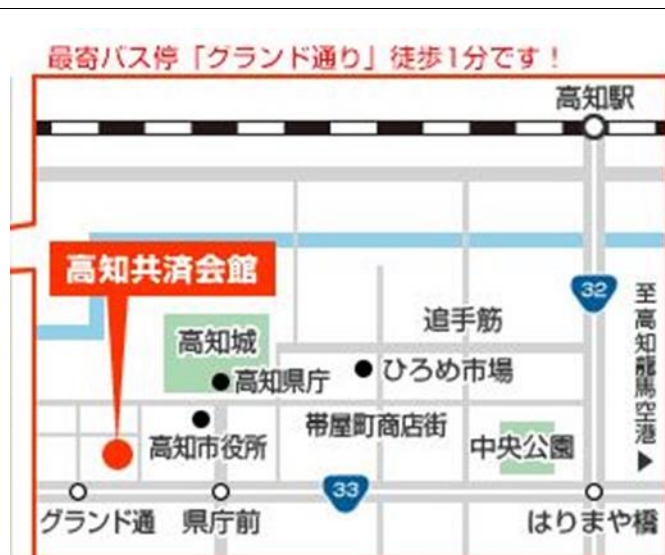 最寄バス停「グランド通り」徒歩1分です！
高知駅
高知共済会館
32
至高知龍馬空港▶
追手筋
高知城
高知県庁
ひろめ市場
帯屋町商店街
高知市役所
中央公園
33
グランド通
県庁前
はりまや橋